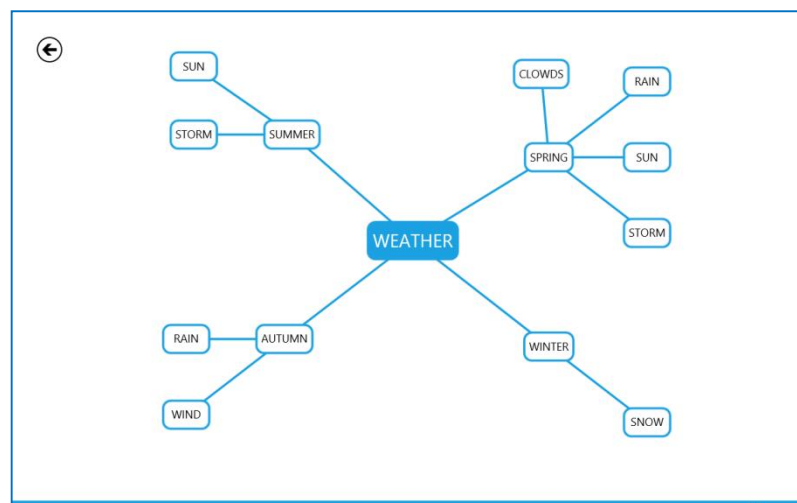 SUN
STORM
SUMMER
CLOWDS
RAIN
SPRING
SUN
STORM
WEATHER
RAIN
AUTUMN
WIND
WINTER
SNOW